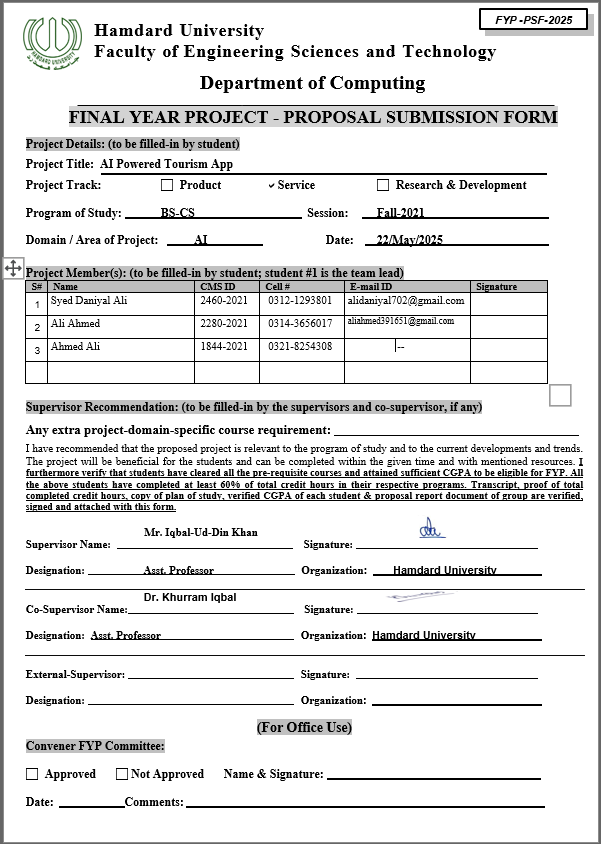 FYP -PSF-2025
HAMDARD UNIVERSITY
Hamdard University
Faculty of Engineering Sciences and Technology
Department of Computing
FINAL YEAR PROJECT - PROPOSAL SUBMISSION FORM
Project Details: (to be filled-in by student)
Project Title: AI Powered Tourism App
Project Track: Product Service Research & Development
Program of Study: BS-CS Session: Fall-2021
Domain / Area of Project: AI Date: 22/May/2025
Project Member(s): (to be filled-in by student; student #1 is the team lead)
S# Name CMS ID Cell # E-mail ID Signature
1 Syed Daniyal Ali 2460-2021 0312-1293801 alidaniyal702@gmail.com
2 Ali Ahmed 2280-2021 0314-3656017 aliahmed391651@gmail.com
3 Ahmed Ali 1844-2021 0321-8254308 --
Supervisor Recommendation: (to be filled-in by the supervisors and co-supervisor, if any)
Any extra project-domain-specific course requirement:
I have recommended that the proposed project is relevant to the program of study and to the current developments and trends.
The project will be beneficial for the students and can be completed within the given time and with mentioned resources. I
furthermore verify that students have cleared all the pre-requisite courses and attained sufficient CGPA to be eligible for FYP. All
the above students have completed at least 60% of total credit hours in their respective programs. Transcript, proof of total
completed credit hours, copy of plan of study, verified CGPA of each student & proposal report document of group are verified,
signed and attached with this form.
Supervisor Name: Mr. Iqbal-Ud-Din Khan Signature:
Designation: Asst. Professor Organization: Hamdard University
Co-Supervisor Name: Dr. Khurram Iqbal Signature:
Designation: Asst. Professor Organization: Hamdard University
External-Supervisor: Signature:
Designation: Organization:
(For Office Use)
Convener FYP Committee:
Approved Not Approved Name & Signature:
Date: Comments: